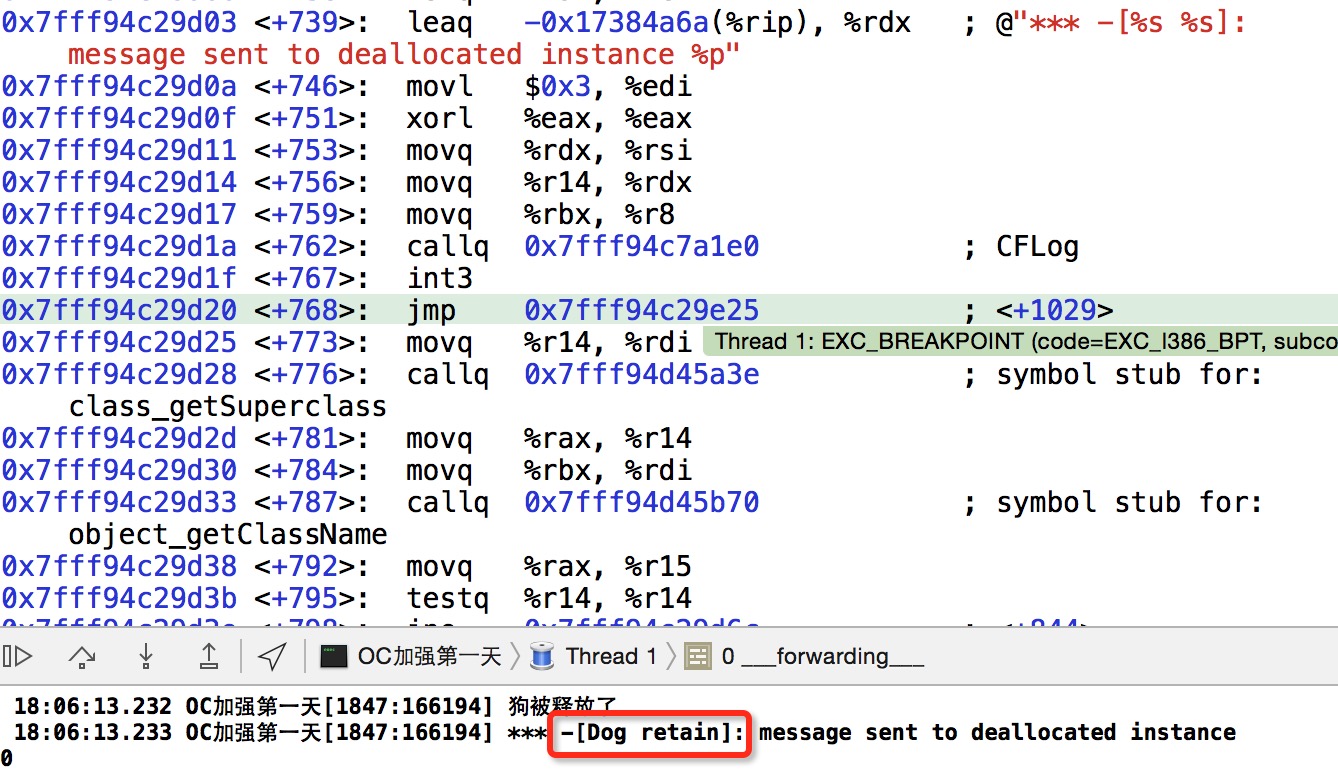 0x7fff94c29d03 <+739>: leaq -0x17384a6a(%rip), %rdx ; @"*** -[%s %s]:
message sent to deallocated instance %p"
0x7fff94c29d0a <+746>: movl $0x3, %edi
0x7fff94c29d0f <+751>: xorl %eax, %eax
0x7fff94c29d11 <+753>: movq %rdx, %rsi
0x7fff94c29d14 <+756>: movq %r14, %rdx
0x7fff94c29d17 <+759>: movq %rbx, %r8
0x7fff94c29d1a <+762>: callq 0x7fff94c7a1e0 ; CFLog
0x7fff94c29d1f <+767>: int3
0x7fff94c29d20 <+768>: jmp 0x7fff94c29e25 ; <+1029>
0x7fff94c29d25 <+773>: movq %r14, %rdi Thread 1: EXC_BREAKPOINT (code=EXC_I386_BPT, subco
0x7fff94c29d28 <+776>: callq 0x7fff94d45a3e ; symbol stub for:
class_getSuperclass
0x7fff94c29d2d <+781>: movq %rax, %r14
0x7fff94c29d30 <+784>: movq %rbx, %rdi
0x7fff94c29d33 <+787>: callq 0x7fff94d45b70 ; symbol stub for:
object_getClassName
0x7fff94c29d38 <+792>: movq %rax, %r15
0x7fff94c29d3b <+795>: testq %r14, %r14
OC加强第一天 Thread 1 0 ___forwarding___
18:06:13.232 OC加强第一天[1847:166194] 狗被释放了
18:06:13.233 OC加强第一天[1847:166194] *** -[Dog retain]: message sent to deallocated instance
0